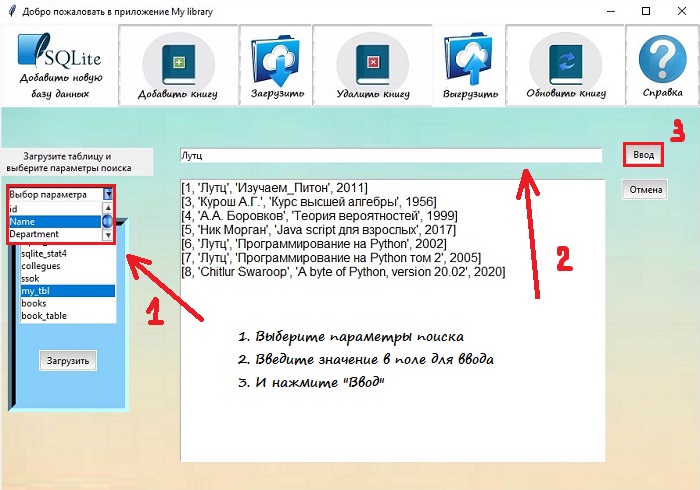 Добро пожаловать в приложение My library
SQLite
Добавить новую
базу данных
Добавить книгу
Загрузить
Удалить книгу
Выгрузить
Обновить книгу
Справка
Загрузите таблицу и
выберите параметры поиска
Лутц
Ввод
3
Отмена
Выбор параметра
id
Name
Department
sqlite_stat4
collegues
ssok
my_tbl
books
book_table
Загрузить
1
[1, 'Лутц', 'Изучаем_Питон', 2011]
[3, 'Курош А.Г.', 'Курс высшей алгебры', 1956]
[4, 'А.А. Боровков', 'Теория вероятностей', 1999]
[5, 'Ник Морган', 'Java script для взрослых', 2017]
[6, 'Лутц', 'Программирование на Python', 2002]
[7, 'Лутц', 'Программирование на Python том 2', 2005]
[8, 'Chitlur Swaroop', 'A byte of Python, version 20.02', 2020]
2
1. Выберите параметры поиска
2. Введите значение в поле для ввода
3. И нажмите "Ввод"